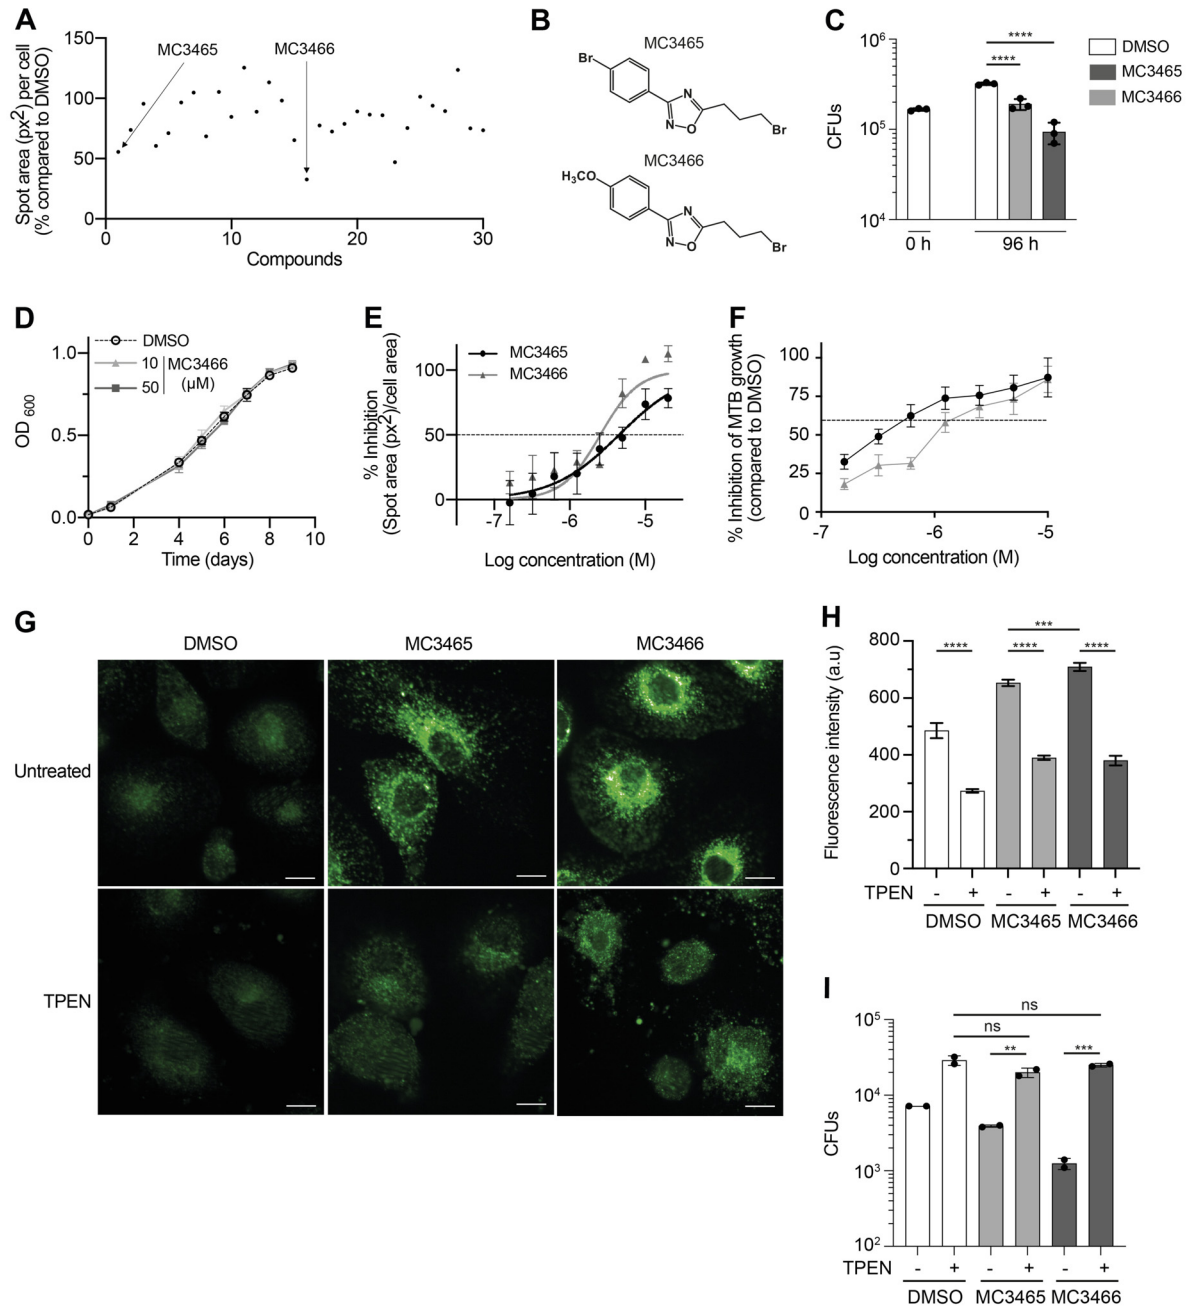 A
Spot area (px²) per cell
(% compared to DMSO)
150
100
50
0
0
10
20
30
Compounds
MC3465
MC3466
B
MC3465
Br
N
N
O
Br
MC3466
H₃CO
N
N
O
Br
C
CFUs
10⁶
10⁵
10⁴
****
****
0 h
96 h
DMSO
MC3465
MC3466
D
OD 600
1.0
0.5
0.0
0
2
4
6
8
10
Time (days)
DMSO
10
50
MC3466
(µM)
E
% Inhibition
(Spot area (px²)/cell area)
100
50
0
-7
-6
-5
Log concentration (M)
MC3465
MC3466
F
% Inhibition of MTB growth
(compared to DMSO)
100
75
50
25
0
-7
-6
-5
Log concentration (M)
G
DMSO
MC3465
MC3466
Untreated
TPEN
H
Fluorescence intensity (a.u)
800
600
400
200
0
****
***
****
****
TPEN
-
+
-
+
-
+
DMSO
MC3465
MC3466
I
CFUs
10⁵
10⁴
10³
10²
ns
ns
**
***
TPEN
-
+
-
+
-
+
DMSO
MC3465
MC3466